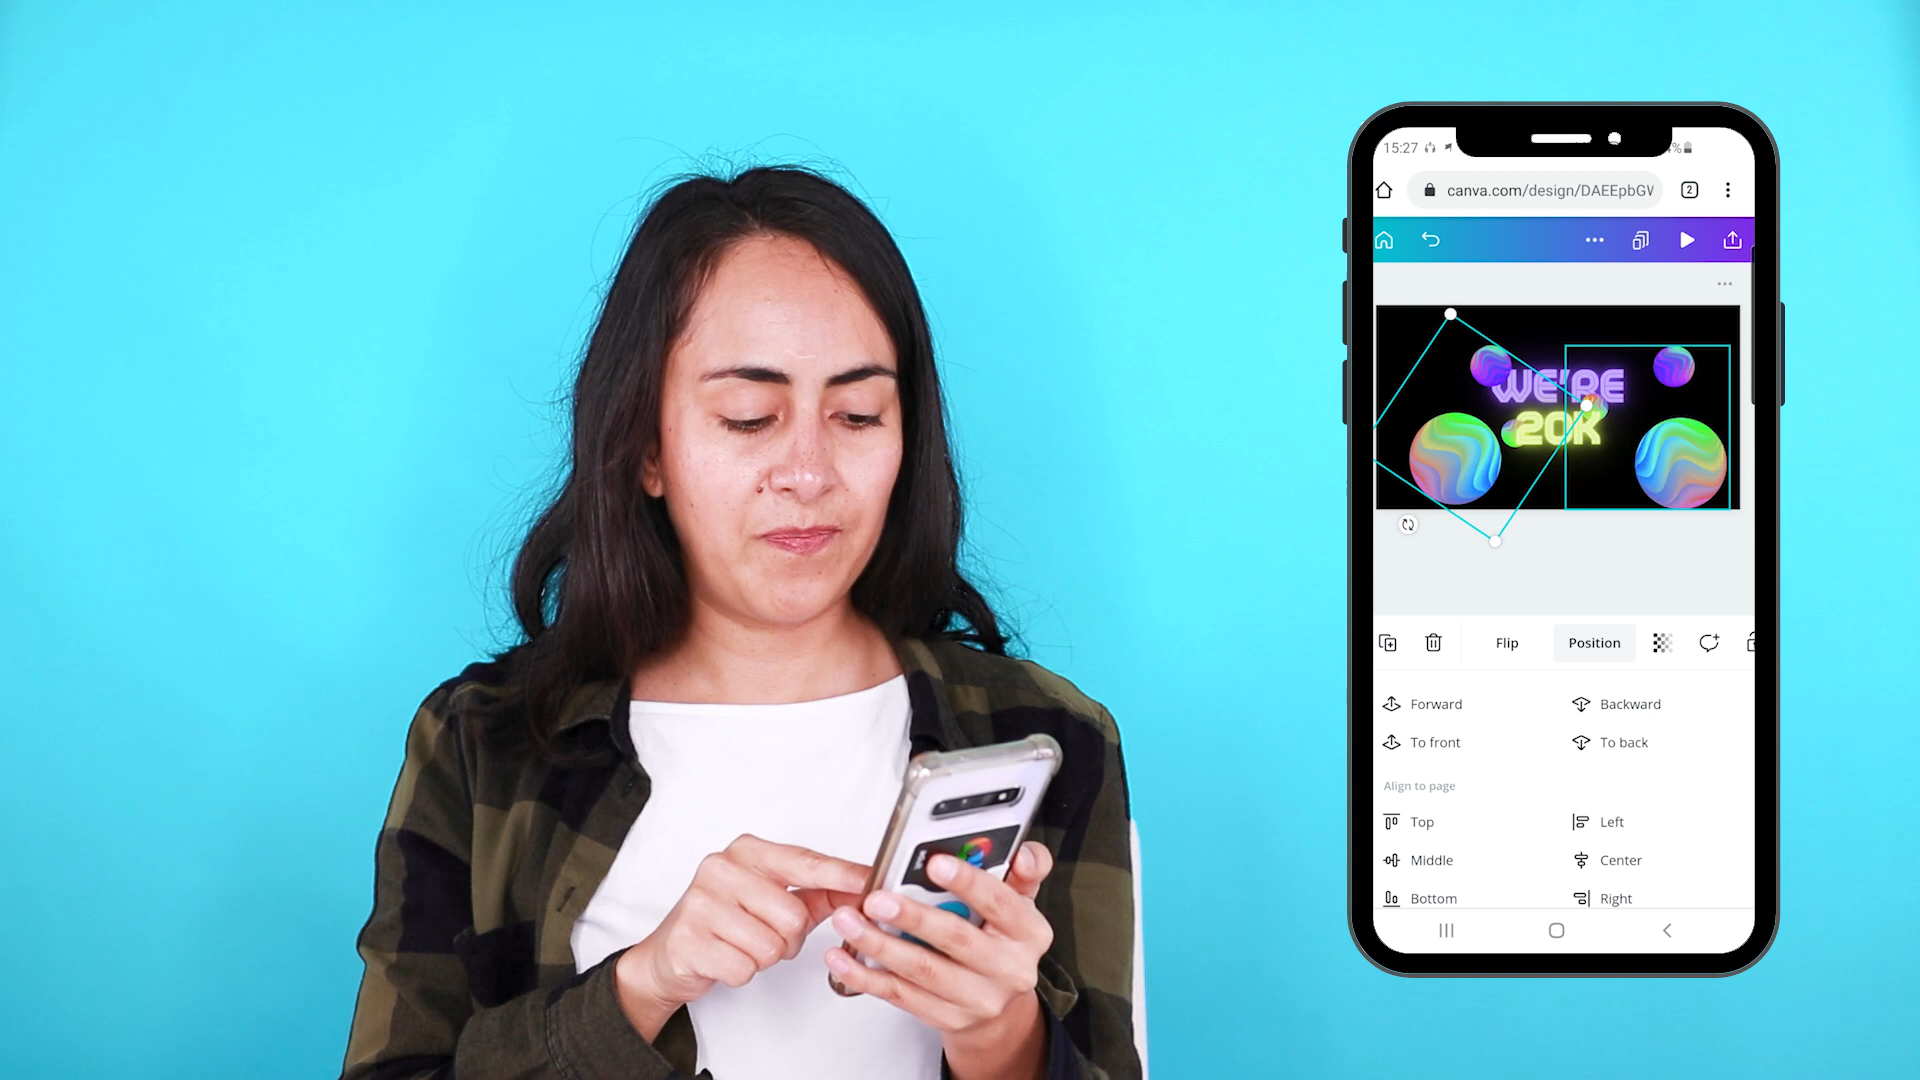 15:27
%
canva.com/design/DAEEpbGV
2
WE'RE
20K
Flip
Position
Forward
Backward
To front
To back
Align to page
Top
Left
Middle
Center
Bottom
Right